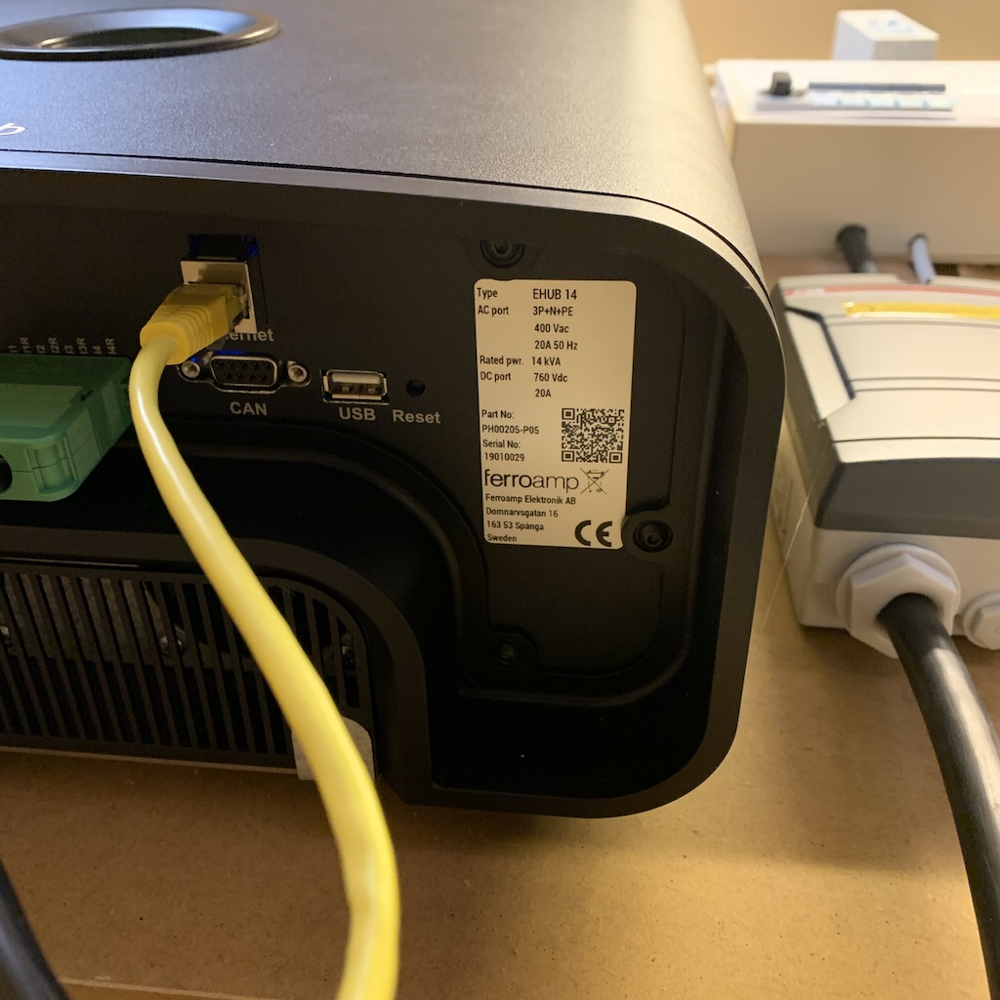 CAN
USB
Reset
Type EHUB 14
AC port 3P+N+PE
400 Vac
20A 50 Hz
Rated pwr. 14 kVA
DC port 760 Vdc
20A
Part No:
PH00205-P05
Serial No:
19010029
ferroamp
Ferroamp Elektronik AB
Domnarvsgatan 16
163 53 Spånga
Sweden
CE